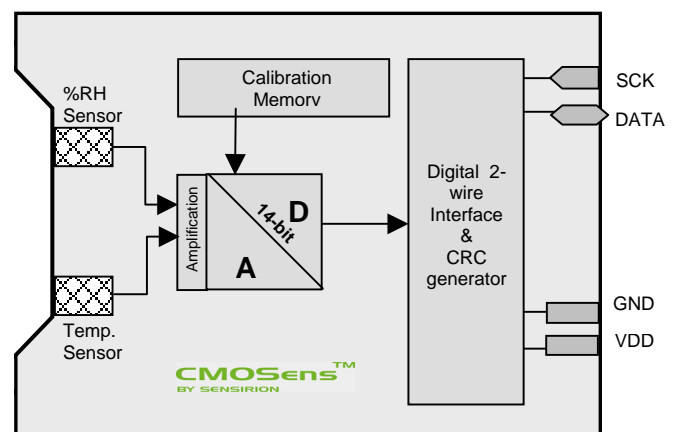 %RH
Sensor
Calibration
Memorv
SCK
DATA
Digital 2-
wire
Interface
&
CRC
generator
Amplification
14-bit
D
A
GND
VDD
Temp.
Sensor
CMOSens™
BY SENSIRION